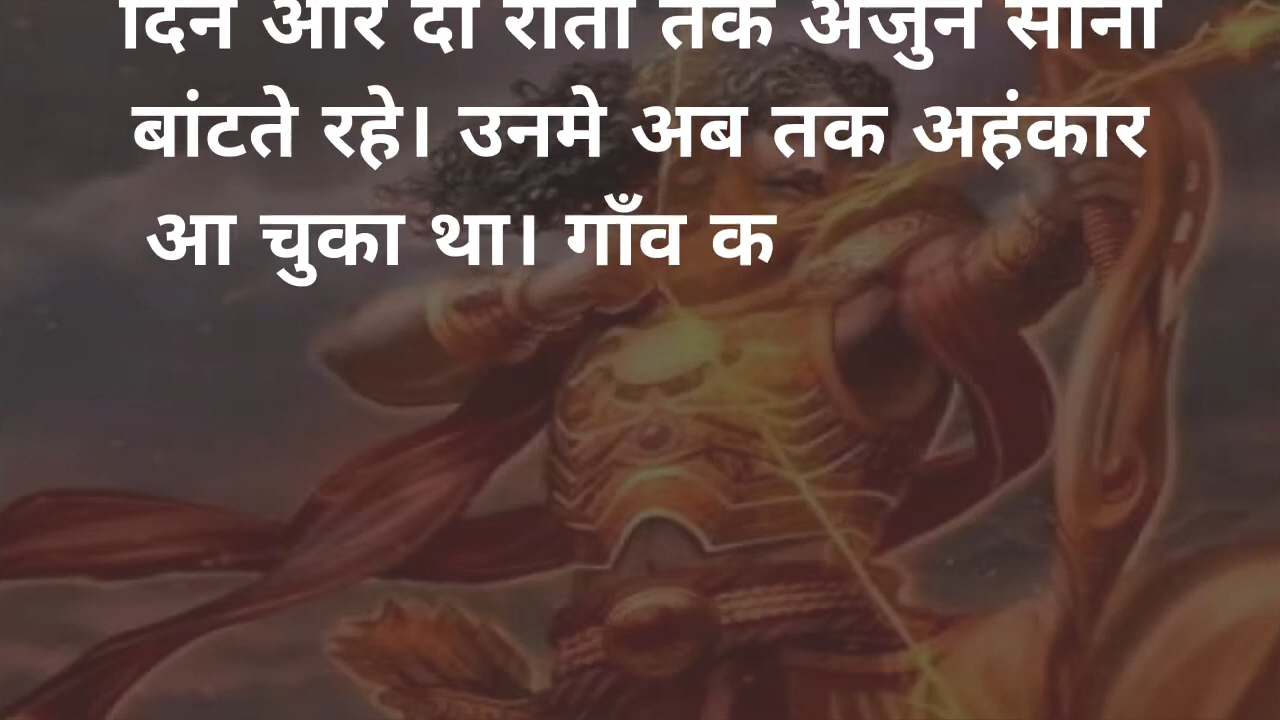 दिन और दो रातों तक अर्जुन सोना
बांटते रहे। उनमे अब तक अहंकार
आ चुका था। गाँव क